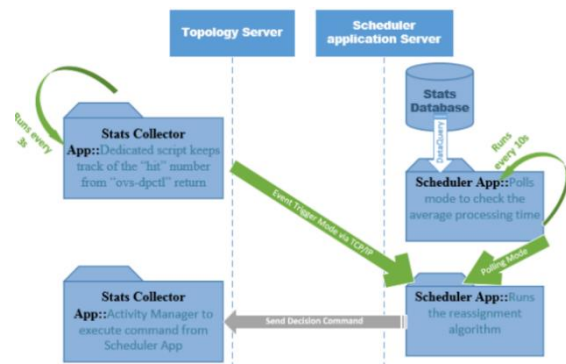 Topology Server
Scheduler
application Server
Stats
Database
Runs every
3s
Stats Collector
App::Dedicated script keeps
track of the "hit" number
from "ovs-dpctl" return
DataQuery
Runs
every 10s
Scheduler App::Polls
mode to check the
average processing time
Event Trigger Mode via TCP/IP
Polling Mode
Stats Collector
App::Activity Manager to
execute command from
Scheduler App
Send Decision Command
Scheduler App::Runs
the reassignment
algorithm